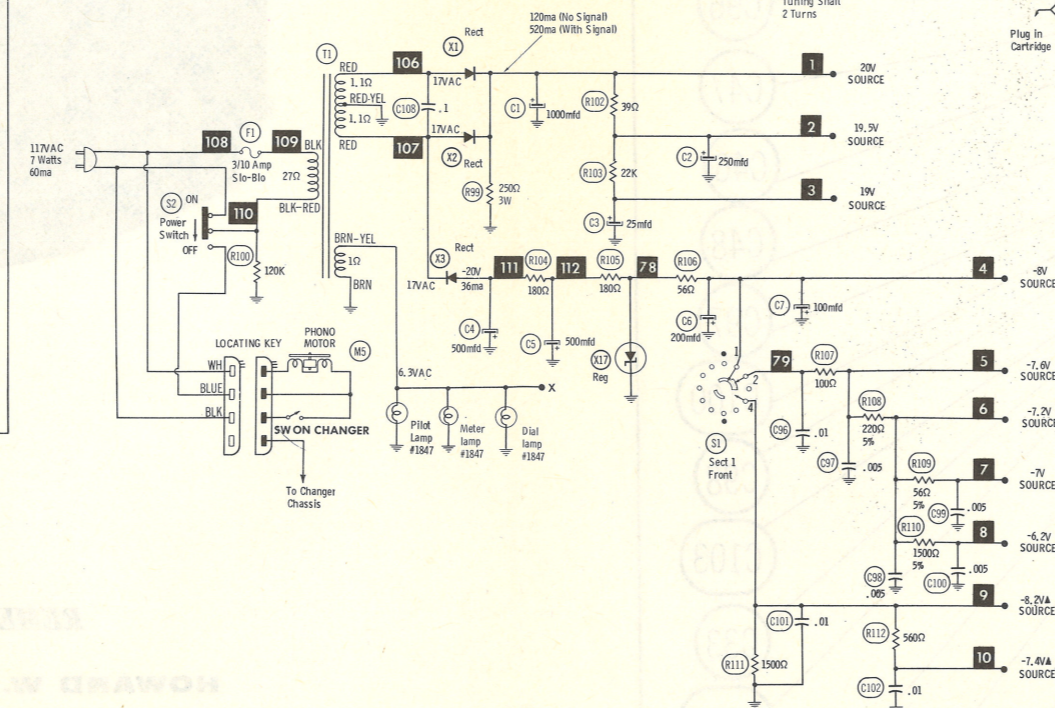 Tuning Shaft
2 Turns
Plug in
Cartridge
120ma (No Signal)
520ma (With Signal)
T1
RED
1.1Ω
RED-YEL
1.1Ω
RED
106
17VAC
X1
Rect
C108
.1
17VAC
107
X2
Rect
R99
250Ω
3W
C1
1000mfd
R102
39Ω
1
20V
SOURCE
2
19.5V
SOURCE
C2
250mfd
R103
22K
3
19V
SOURCE
C3
25mfd
117VAC
7 Watts
60ma
108
F1
3/10 Amp
Slo-Blo
109
BLK
27Ω
BLK-RED
S2
ON
Power
Switch
OFF
110
R100
120K
BRN-YEL
1Ω
BRN
X3
Rect
17VAC
-20V
36ma
111
R104
180Ω
112
R105
180Ω
78
R106
56Ω
4
-8V
SOURCE
C4
500mfd
C5
500mfd
X17
Reg
C6
200mfd
C7
100mfd
LOCATING KEY
PHONO
MOTOR
M5
WH
BLUE
BLK
SW ON CHANGER
To Changer
Chassis
6.3VAC
X
Pilot
Lamp
#1847
Meter
lamp
#1847
Dial
lamp
#1847
1
2
4
S1
Sect 1
Front
79
R107
100Ω
5
-7.6V
SOURCE
C96
.01
R108
220Ω
5%
6
-7.2V
SOURCE
C97
.005
R109
56Ω
5%
7
-7V
SOURCE
C99
.005
R110
1500Ω
5%
8
-6.2V
SOURCE
C98
.005
C100
.005
9
-8.2V▲
SOURCE
C101
.01
R111
1500Ω
R112
560Ω
10
-7.4V▲
SOURCE
C102
.01